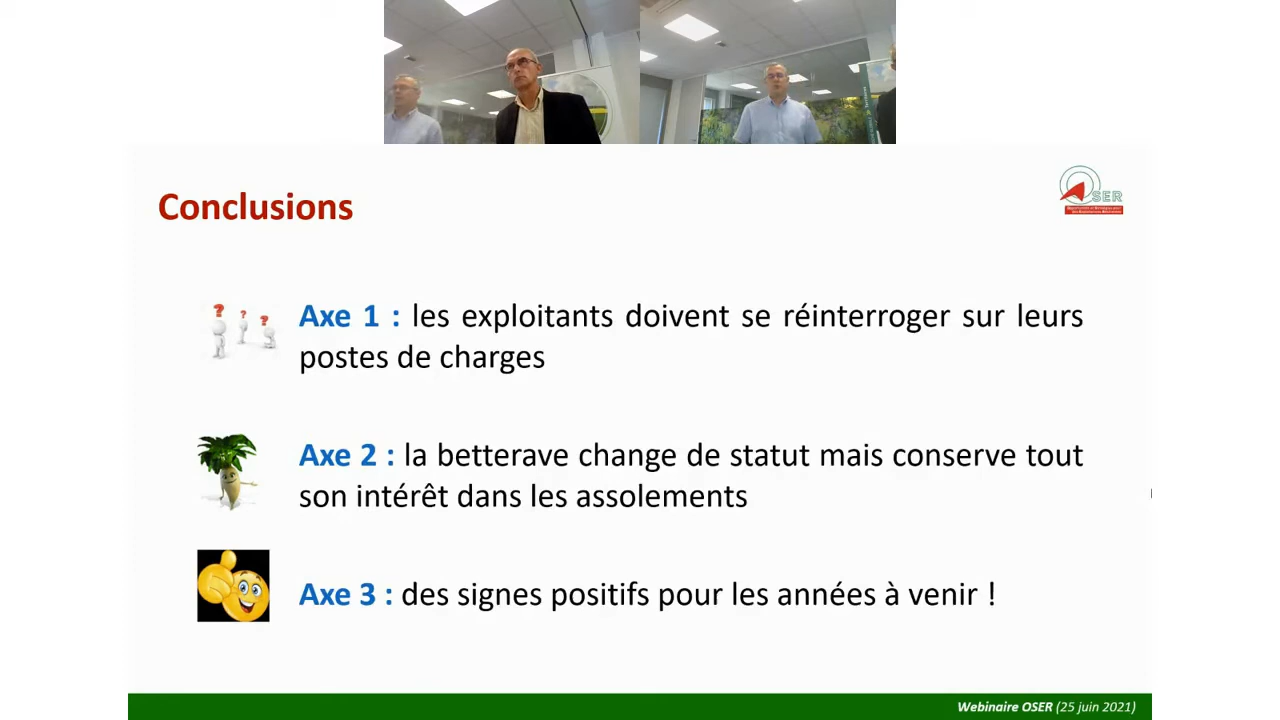 Conclusions
OSER
Axe 1 : les exploitants doivent se réinterroger sur leurs
postes de charges
Axe 2 : la betterave change de statut mais conserve tout
son intérêt dans les assolements
Axe 3 : des signes positifs pour les années à venir !
Webinaire OSER (25 juin 2021)